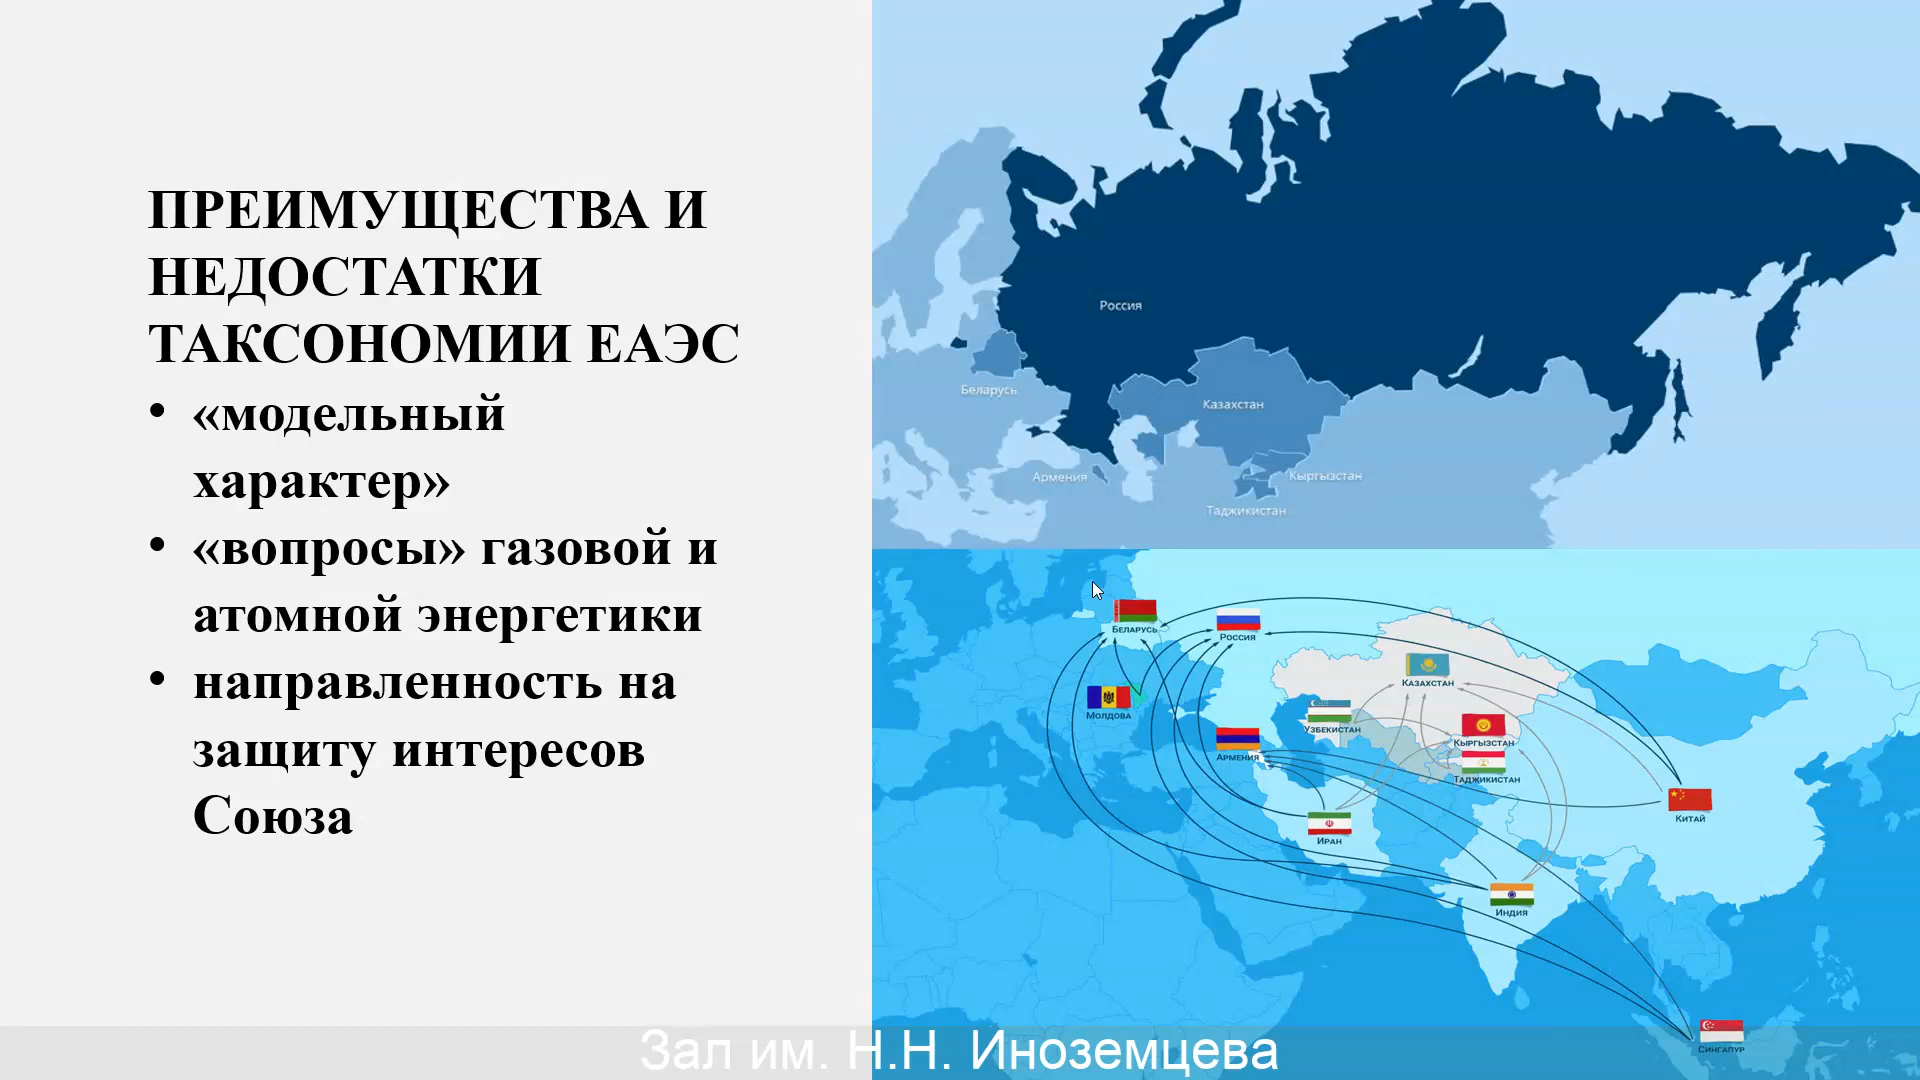 ПРЕИМУЩЕСТВА И
НЕДОСТАТКИ
ТАКСОНОМИИ ЕАЭС
• «модельный
характер»
• «вопросы» газовой и
атомной энергетики
• направленность на
защиту интересов
Союза
Россия
Беларусь
Казахстан
Армения
Кыргызстан
Таджикистан
БЕЛАРУСЬ
РОССИЯ
КАЗАХСТАН
МОЛДОВА
УЗБЕКИСТАН
КЫРГЫЗСТАН
АРМЕНИЯ
ТАДЖИКИСТАН
КИТАЙ
ИРАН
ИНДИЯ
СИНГАПУР
Зал им. Н.Н. Иноземцева